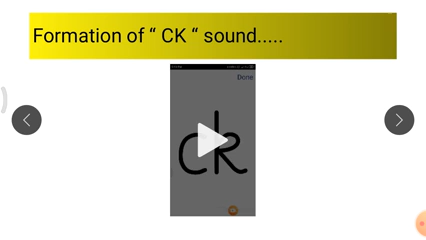 Formation of “ CK “ sound.....
Done
ck